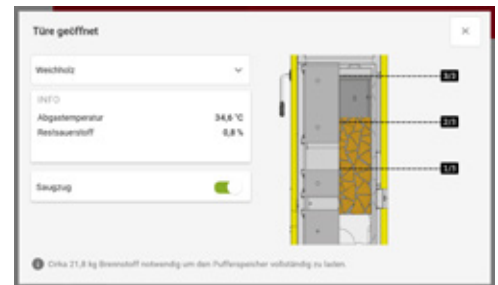 Türe geöffnet
×
Weichholz
INFO
Abgastemperatur 34,6 °C
Restsauerstoff 0,8 %
Saugzug
3/3
2/3
1/3
Cirka 21,8 kg Brennstoff notwendig um den Pufferspeicher vollständig zu laden.